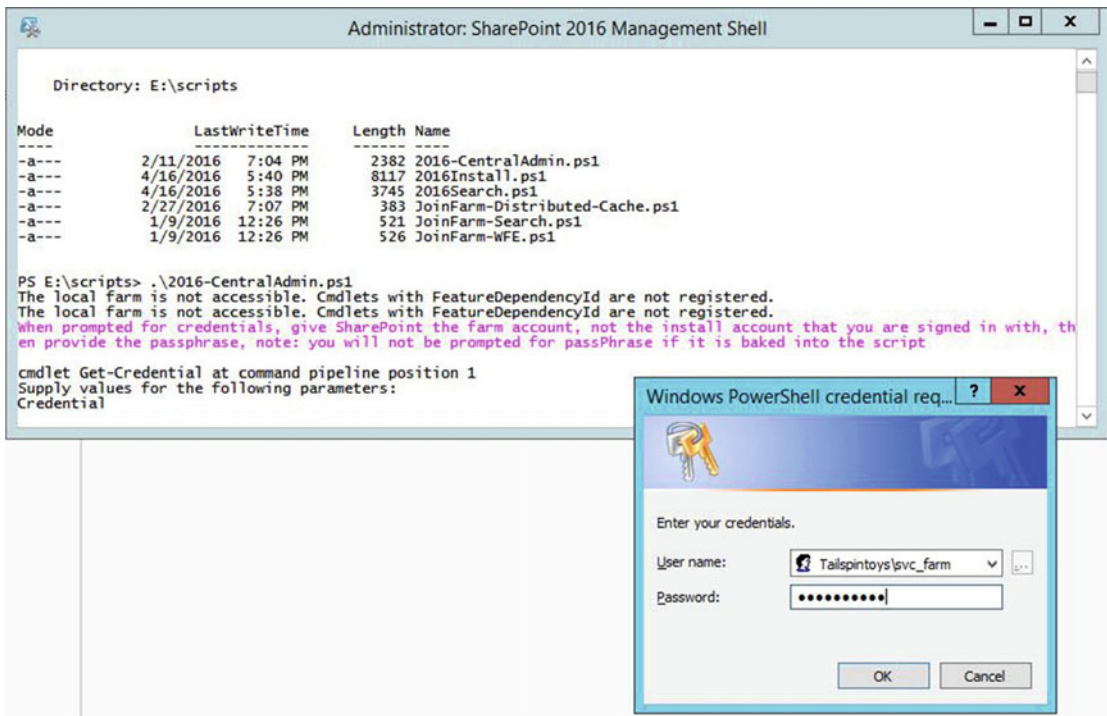 Administrator: SharePoint 2016 Management Shell
Directory: E:\scripts
Mode LastWriteTime Length Name
---- ------------- ------ ----
-a--- 2/11/2016 7:04 PM 2382 2016-CentralAdmin.ps1
-a--- 4/16/2016 5:40 PM 8117 2016Install.ps1
-a--- 4/16/2016 5:38 PM 3745 2016Search.ps1
-a--- 2/27/2016 7:07 PM 383 JoinFarm-Distributed-Cache.ps1
-a--- 1/9/2016 12:26 PM 521 JoinFarm-Search.ps1
-a--- 1/9/2016 12:26 PM 526 JoinFarm-WFE.ps1
PS E:\scripts> .\2016-CentralAdmin.ps1
The local farm is not accessible. Cmdlets with FeatureDependencyId are not registered.
The local farm is not accessible. Cmdlets with FeatureDependencyId are not registered.
When prompted for credentials, give SharePoint the farm account, not the install account that you are signed in with, th
en provide the passphrase, note: you will not be prompted for passPhrase if it is baked into the script
cmdlet Get-Credential at command pipeline position 1
Supply values for the following parameters:
Credential
Windows PowerShell credential req... ? x
Enter your credentials.
User name: Tailspintoys\svc_farm ...
Password: ●●●●●●●●●●
OK Cancel